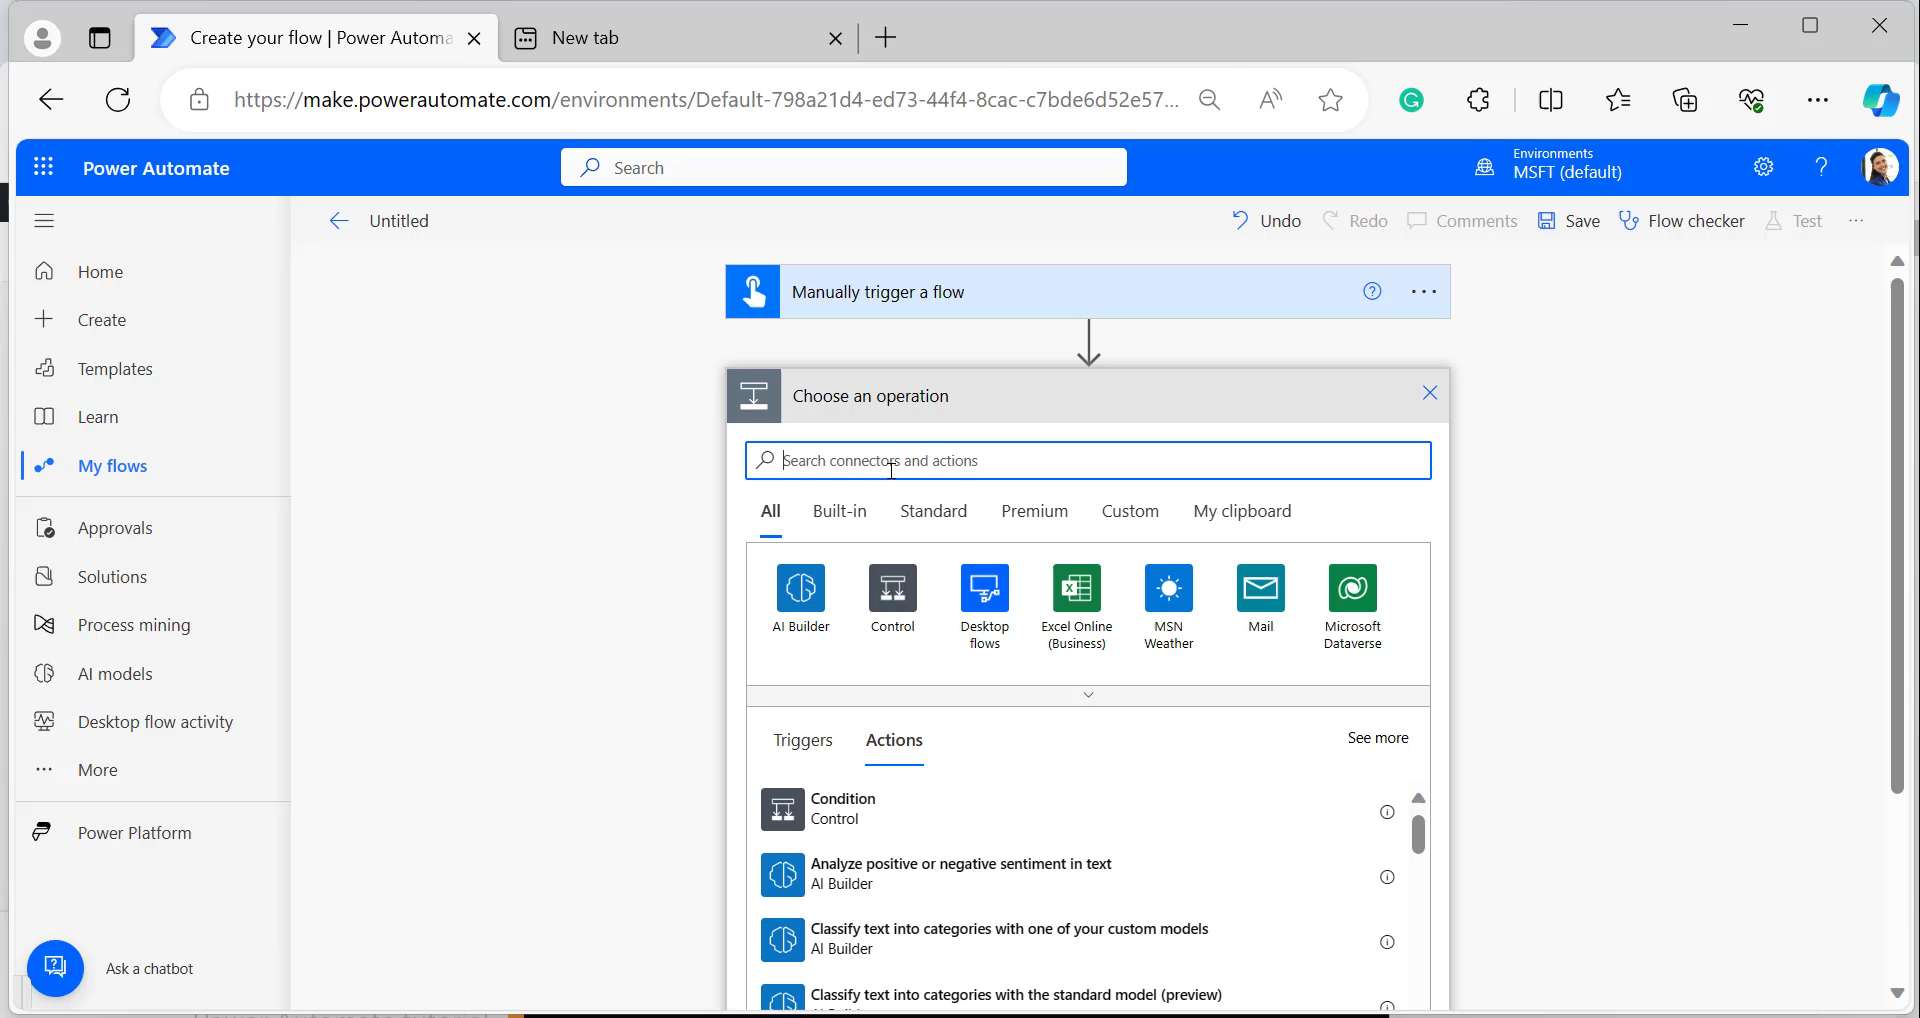 Create your flow | Power Automa
New tab
https://make.powerautomate.com/environments/Default-798a21d4-ed73-44f4-8cac-c7bde6d52e57...
Power Automate
Search
Environments
MSFT (default)
Untitled
Undo
Redo
Comments
Save
Flow checker
Test
Home
Create
Templates
Learn
My flows
Approvals
Solutions
Process mining
AI models
Desktop flow activity
More
Power Platform
Ask a chatbot
Manually trigger a flow
Choose an operation
Search connectors and actions
All
Built-in
Standard
Premium
Custom
My clipboard
AI Builder
Control
Desktop
flows
Excel Online
(Business)
MSN
Weather
Mail
Microsoft
Dataverse
Triggers
Actions
See more
Condition
Control
Analyze positive or negative sentiment in text
AI Builder
Classify text into categories with one of your custom models
AI Builder
Classify text into categories with the standard model (preview)